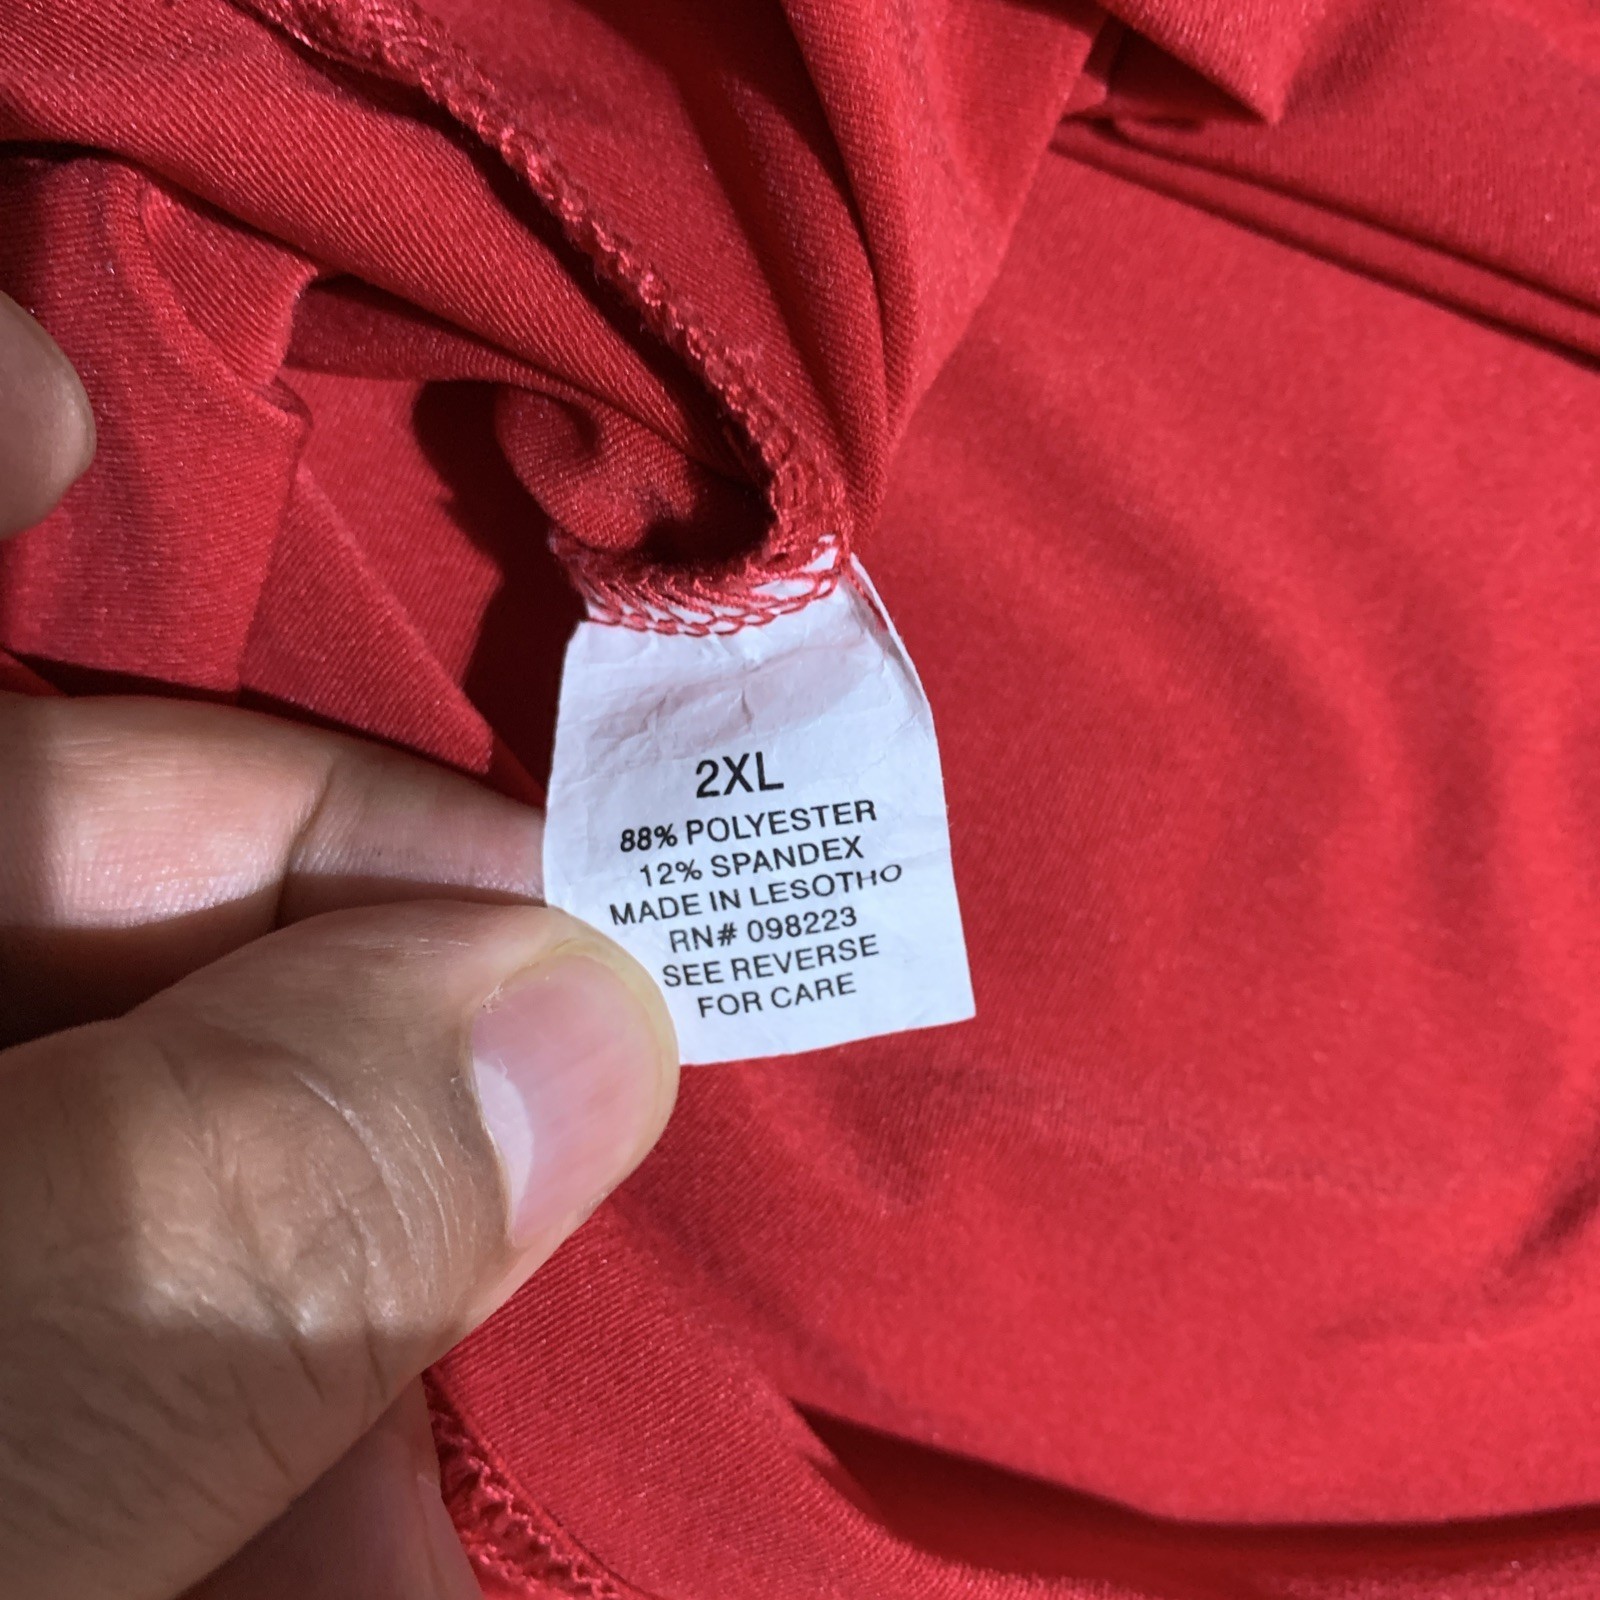 2XL
88% POLYESTER
12% SPANDEX
MADE IN LESOTHO
RN# 098223
SEE REVERSE
FOR CARE